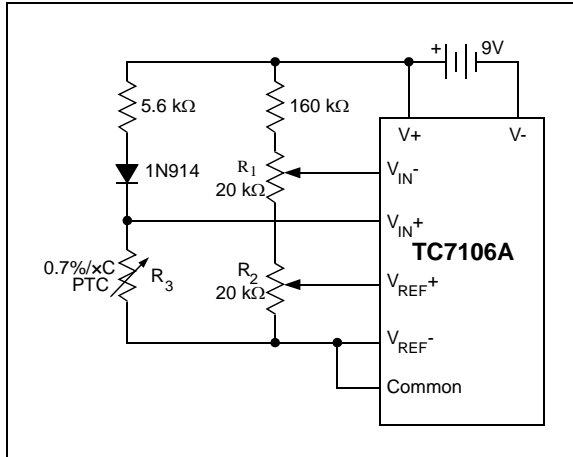 + 9V
5.6 kΩ
160 kΩ
V+ V-
1N914
R1
20 kΩ
VIN-
VIN+
TC7106A
0.7%/×C
PTC
R3
R2
20 kΩ
VREF+
VREF-
Common